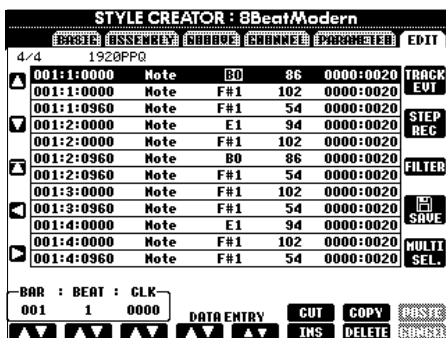 STYLE CREATOR : 8BeatModern
BASIC ASSEMBLY GROOVE CHANNEL PARAMETER EDIT
4/4 1920PPQ
001:1:0000 Note B0 86 0000:0020
001:1:0000 Note F#1 102 0000:0020
001:1:0960 Note F#1 54 0000:0020
001:2:0000 Note E1 94 0000:0020
001:2:0000 Note F#1 102 0000:0020
001:2:0960 Note B0 86 0000:0020
001:2:0960 Note F#1 54 0000:0020
001:3:0000 Note F#1 102 0000:0020
001:3:0960 Note F#1 54 0000:0020
001:4:0000 Note E1 94 0000:0020
001:4:0000 Note F#1 102 0000:0020
001:4:0960 Note F#1 54 0000:0020
TRACK
EVT
STEP
REC
FILTER
SAVE
MULTI
SEL.
BAR : BEAT : CLK
001 1 0000
DATA ENTRY
CUT COPY PASTE
INS DELETE CANCEL